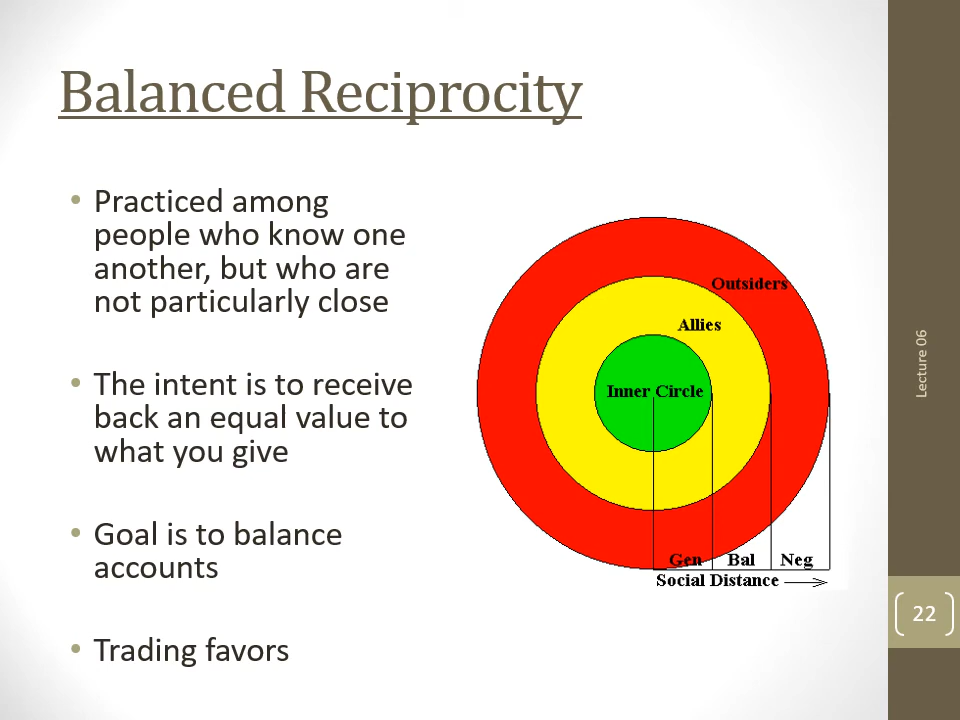 Balanced Reciprocity
• Practiced among
people who know one
another, but who are
not particularly close
• The intent is to receive
back an equal value to
what you give
• Goal is to balance
accounts
• Trading favors
Outsiders
Allies
Inner Circle
Gen Bal Neg
Social Distance
Lecture 06
22